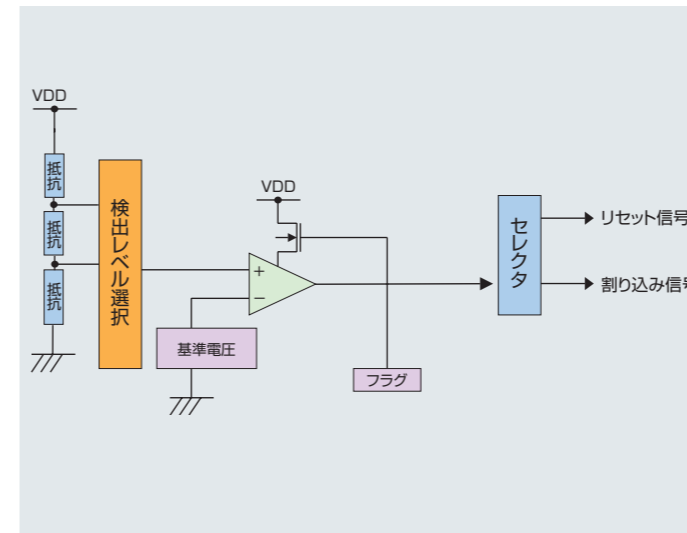 VDD
抵抗
抵抗
抵抗
検出レベル選択
VDD
+
−
基準電圧
フラグ
セレクタ
リセット信号
割り込み信号